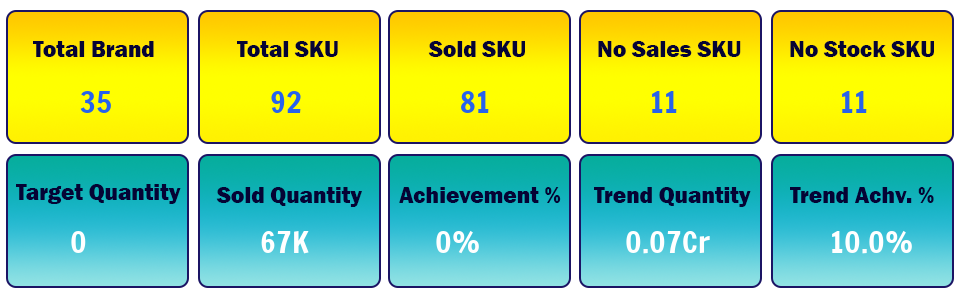 Total Brand
35
Total SKU
92
Sold SKU
81
No Sales SKU
11
No Stock SKU
11
Target Quantity
0
Sold Quantity
67K
Achievement %
0%
Trend Quantity
0.07Cr
Trend Achv. %
10.0%